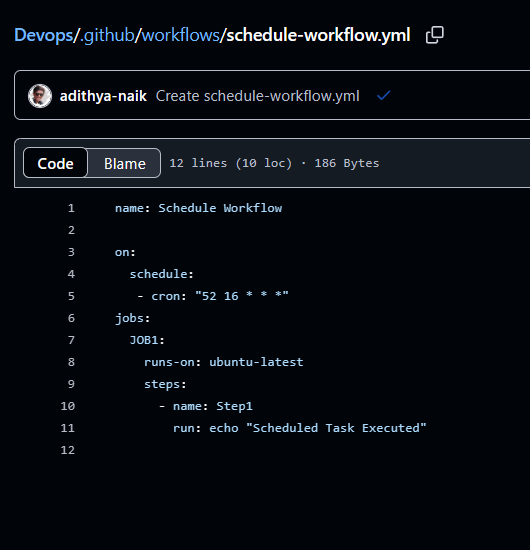 Devops/.github/workflows/schedule-workflow.yml
adithya-naik Create schedule-workflow.yml
Code Blame 12 lines (10 loc) · 186 Bytes
1 name: Schedule Workflow
2
3 on:
4   schedule:
5    - cron: "52 16 * * *"
6 jobs:
7   JOB1:
8     runs-on: ubuntu-latest
9     steps:
10       - name: Step1
11         run: echo "Scheduled Task Executed"
12